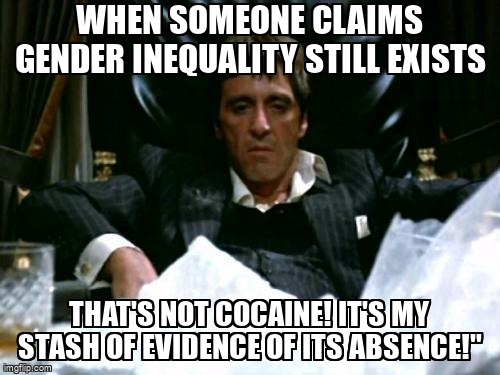 WHEN SOMEONE CLAIMS
GENDER INEQUALITY STILL EXISTS
THAT'S NOT COCAINE! IT'S MY
STASH OF EVIDENCE OF ITS ABSENCE!"
imgflip.com